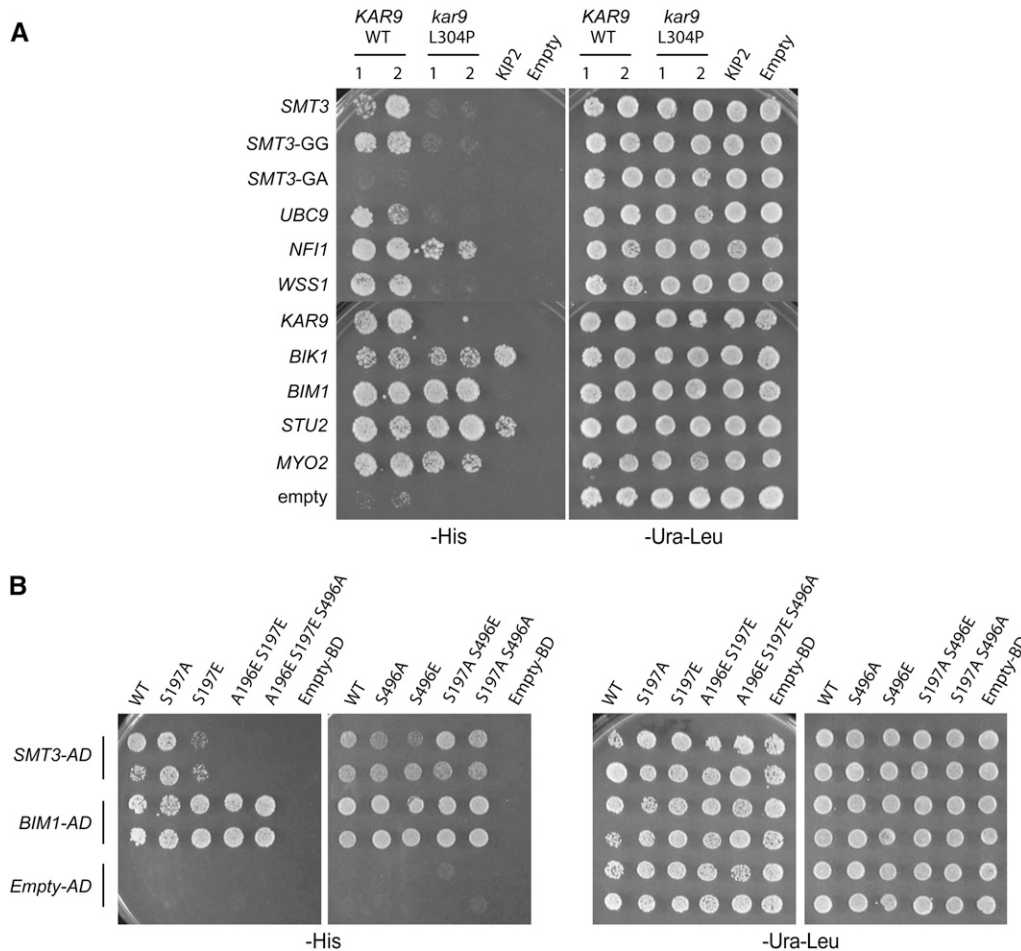 A
KAR9 WT
kar9 L304P
KIP2
Empty
KAR9 WT
kar9 L304P
KIP2
Empty
1 2 1 2
1 2 1 2
SMT3
SMT3-GG
SMT3-GA
UBC9
NFI1
WSS1
KAR9
BIK1
BIM1
STU2
MYO2
empty
-His
-Ura-Leu
B
WT
S197A
S197E
A196E S197E
A196E S197E S496A
Empty-BD
WT
S496A
S496E
S197A S496E
S197A S496A
Empty-BD
WT
S197A
S197E
A196E S197E
A196E S197E S496A
Empty-BD
WT
S496A
S496E
S197A S496E
S197A S496A
Empty-BD
SMT3-AD
BIM1-AD
Empty-AD
-His
-Ura-Leu